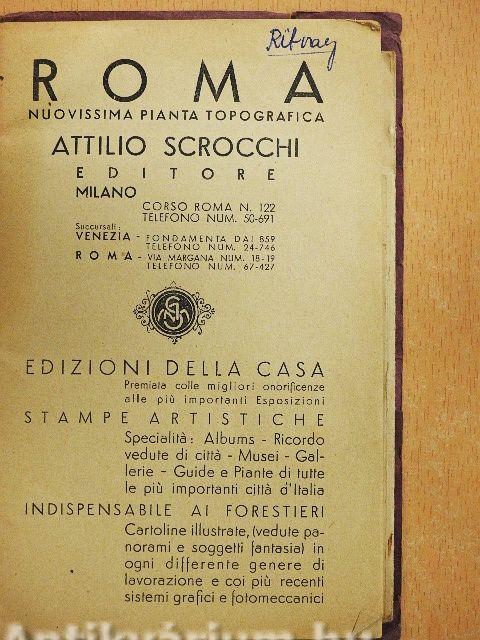 Ritvay
ROMA
NUOVISSIMA PIANTA TOPOGRAFICA
ATTILIO SCROCCHI
EDITORE
MILANO
CORSO ROMA N. 122
TELEFONO NUM. 50-691
Succursali:
VENEZIA - FONDAMENTA DAI 859
TELEFONO NUM. 24-746
ROMA - VIA MARGANA NUM. 18-19
TELEFONO NUM. 67-427
EDIZIONI DELLA CASA
Premiata colle migliori onorificenze
alle più importanti Esposizioni
STAMPE ARTISTICHE
Specialità: Albums - Ricordo
vedute di città - Musei - Gal-
lerie - Guide e Piante di tutte
le più importanti città d'Italia
INDISPENSABILE AI FORESTIERI
Cartoline illustrate, (vedute pa-
norami e soggetti fantasia) in
ogni differente genere di
lavorazione e coi più recenti
sistemi grafici e fotomeccanici
Antikvárium.hu